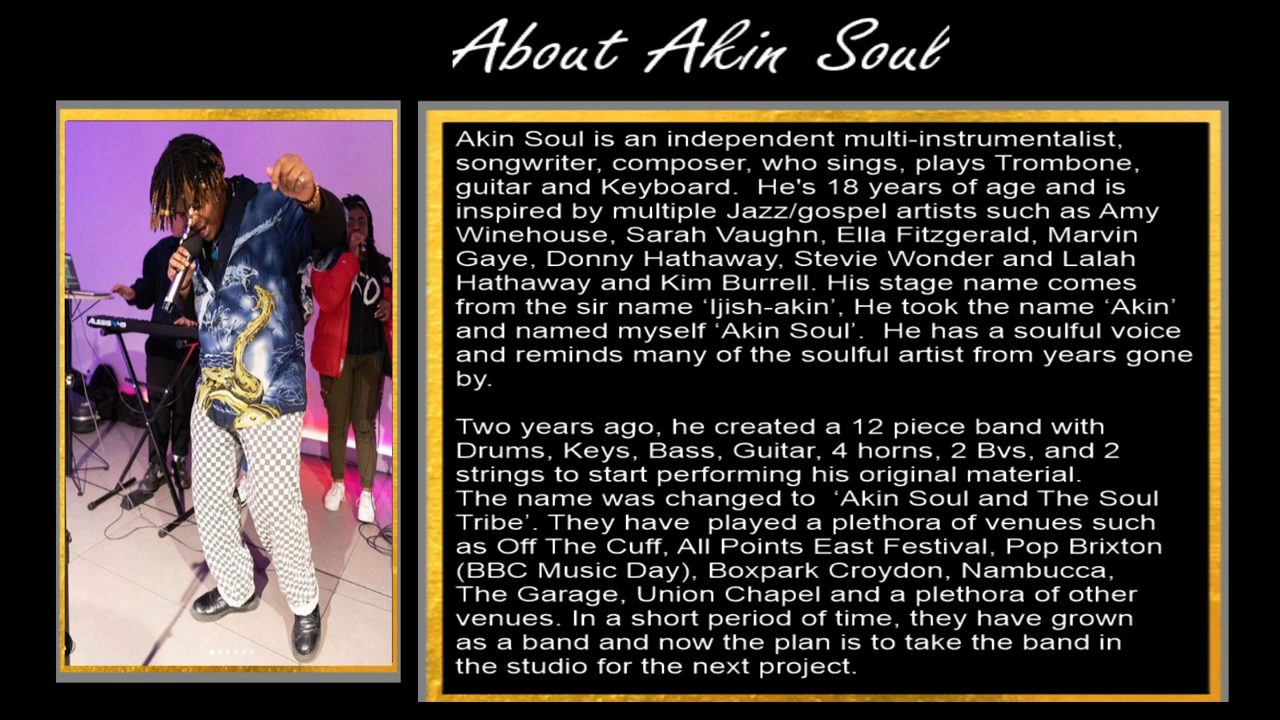 About Akin Soul
Akin Soul is an independent multi-instrumentalist,
songwriter, composer, who sings, plays Trombone,
guitar and Keyboard.  He's 18 years of age and is
inspired by multiple Jazz/gospel artists such as Amy
Winehouse, Sarah Vaughn, Ella Fitzgerald, Marvin
Gaye, Donny Hathaway, Stevie Wonder and Lalah
Hathaway and Kim Burrell. His stage name comes
from the sir name ‘Ijish-akin’, He took the name ‘Akin’
and named myself ‘Akin Soul’.  He has a soulful voice
and reminds many of the soulful artist from years gone
by.
Two years ago, he created a 12 piece band with
Drums, Keys, Bass, Guitar, 4 horns, 2 Bvs, and 2
strings to start performing his original material.
The name was changed to  ‘Akin Soul and The Soul
Tribe’. They have  played a plethora of venues such
as Off The Cuff, All Points East Festival, Pop Brixton
(BBC Music Day), Boxpark Croydon, Nambucca,
The Garage, Union Chapel and a plethora of other
venues. In a short period of time, they have grown
as a band and now the plan is to take the band in
the studio for the next project.
ALESIS